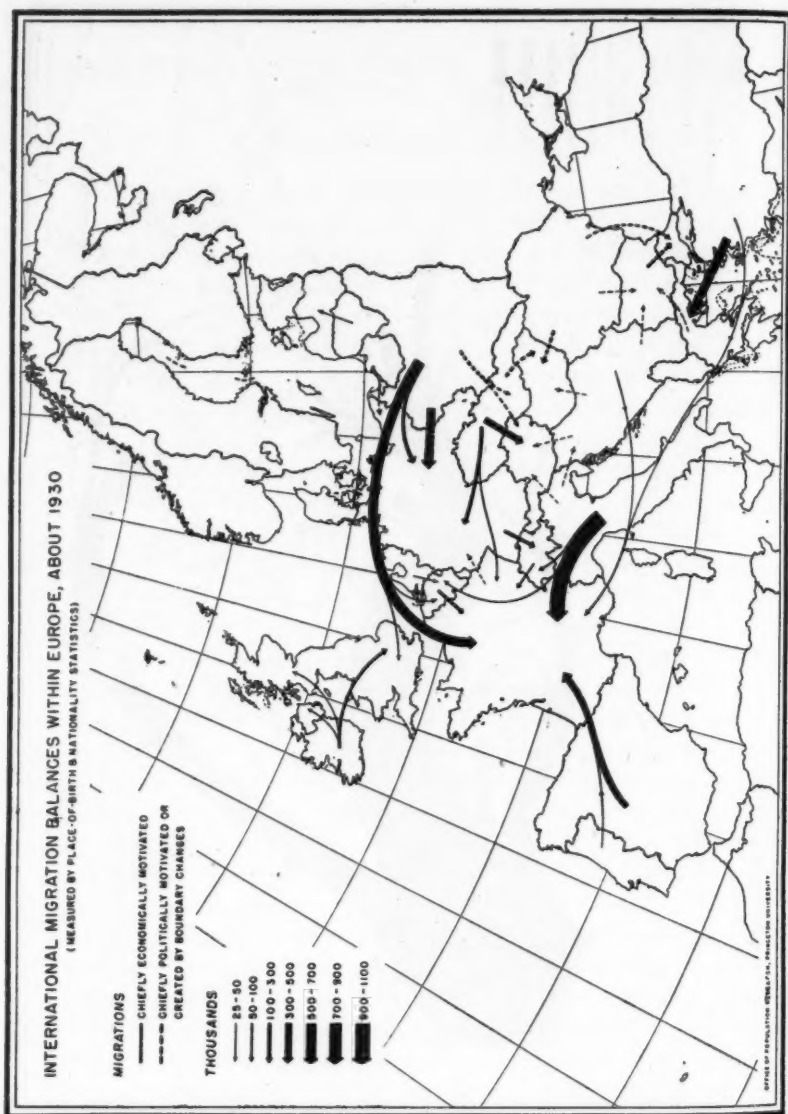 INTERNATIONAL MIGRATION BALANCES WITHIN EUROPE, ABOUT 1930
(MEASURED BY PLACE-OF-BIRTH & NATIONALITY STATISTICS)
MIGRATIONS
CHIEFLY ECONOMICALLY MOTIVATED
CHIEFLY POLITICALLY MOTIVATED OR
CREATED BY BOUNDARY CHANGES
THOUSANDS
25-50
50-100
100-300
300-500
500-700
700-900
900-1100
OFFICE OF POPULATION RESEARCH, PRINCETON UNIVERSITY